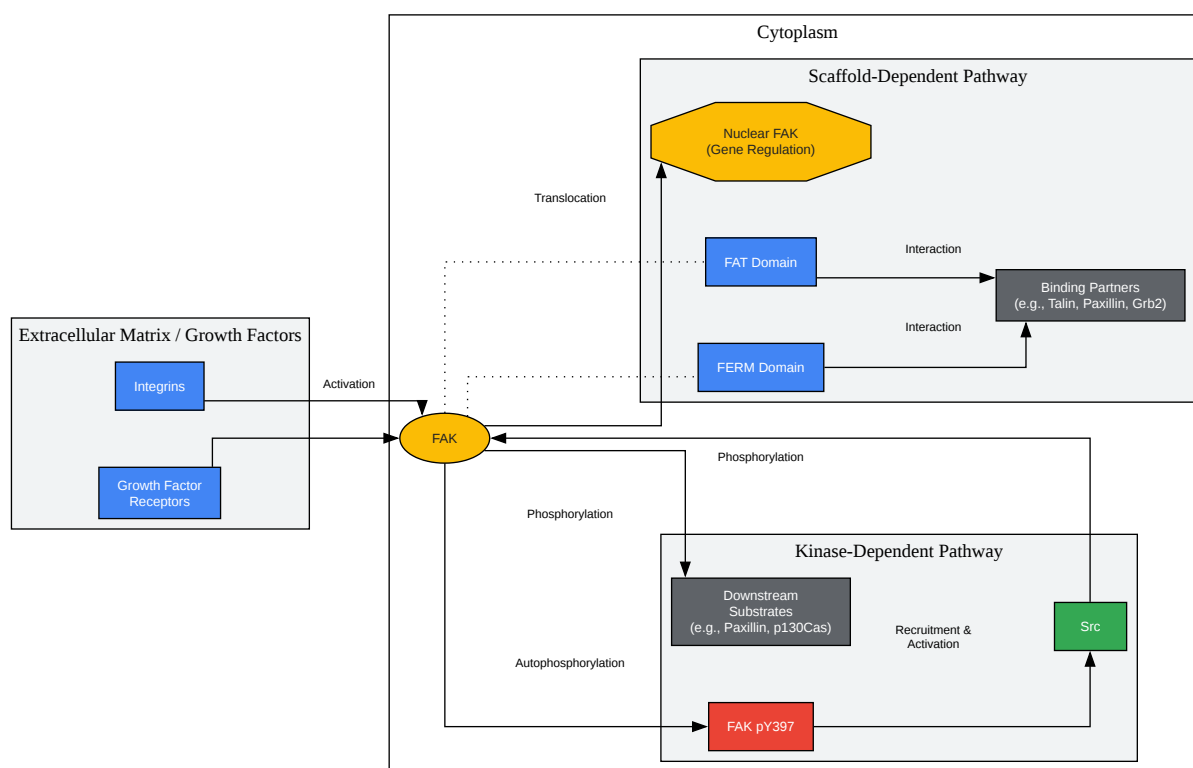 Cytoplasm
Scaffold-Dependent Pathway
Nuclear FAK
(Gene Regulation)
Translocation
FAT Domain
Interaction
Binding Partners
(e.g., Talin, Paxillin, Grb2)
Interaction
FERM Domain
Extracellular Matrix / Growth Factors
Integrins
Activation
FAK
Growth Factor
Receptors
Phosphorylation
Phosphorylation
Kinase-Dependent Pathway
Downstream
Substrates
(e.g., Paxillin, p130Cas)
Recruitment &
Activation
Src
Autophosphorylation
FAK pY397